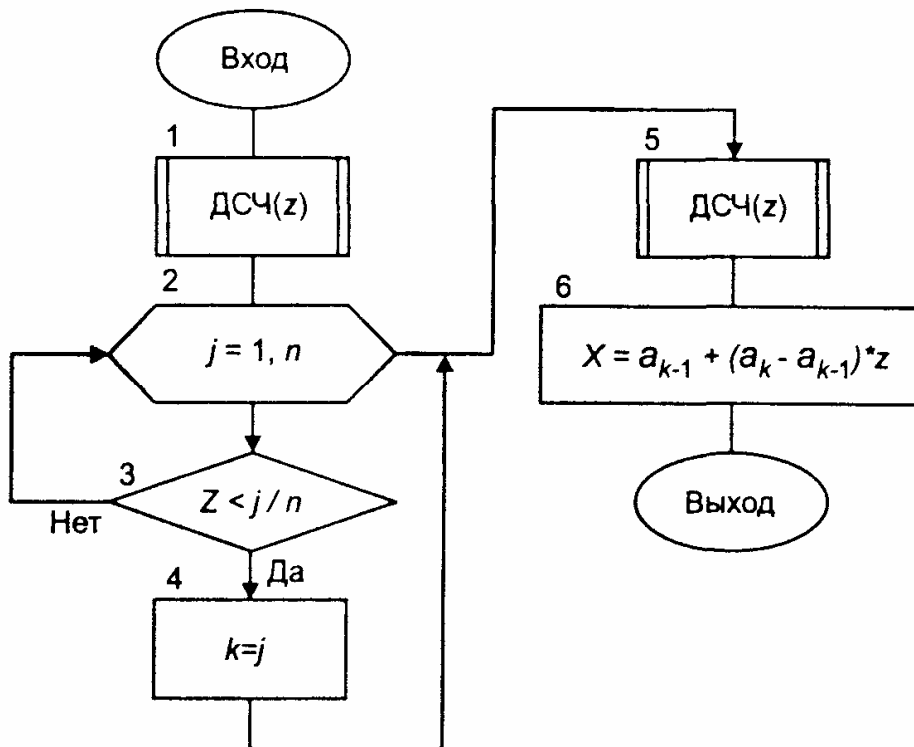 Вход
1
ДСЧ(z)
2
j = 1, n
3
Z < j / n
Нет
Да
4
k=j
5
ДСЧ(z)
6
X = a_{k-1} + (a_k - a_{k-1})*z
Выход